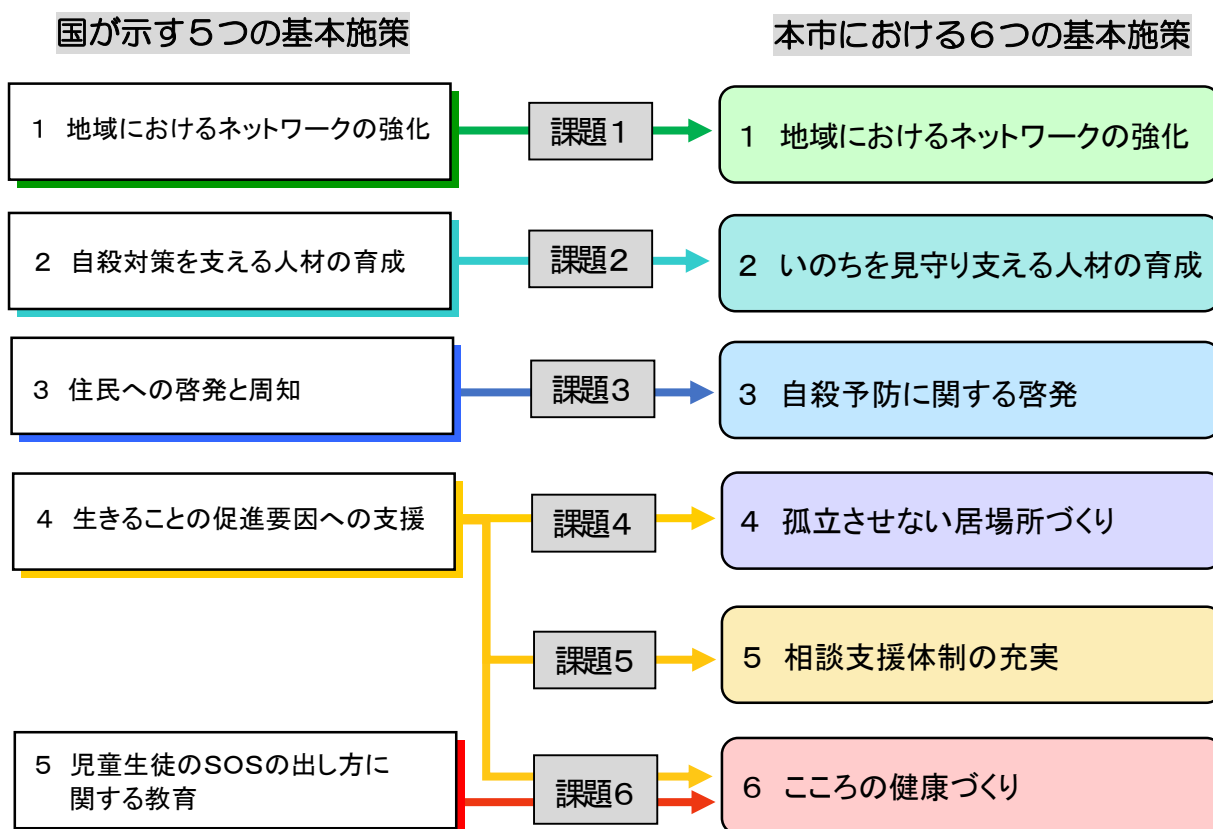 国が示す５つの基本施策
本市における６つの基本施策
１　地域におけるネットワークの強化
課題１
１　地域におけるネットワークの強化
２　自殺対策を支える人材の育成
課題２
２　いのちを見守り支える人材の育成
３　住民への啓発と周知
課題３
３　自殺予防に関する啓発
４　生きることの促進要因への支援
課題４
４　孤立させない居場所づくり
課題５
５　相談支援体制の充実
５　児童生徒のSOSの出し方に
関する教育
課題６
６　こころの健康づくり